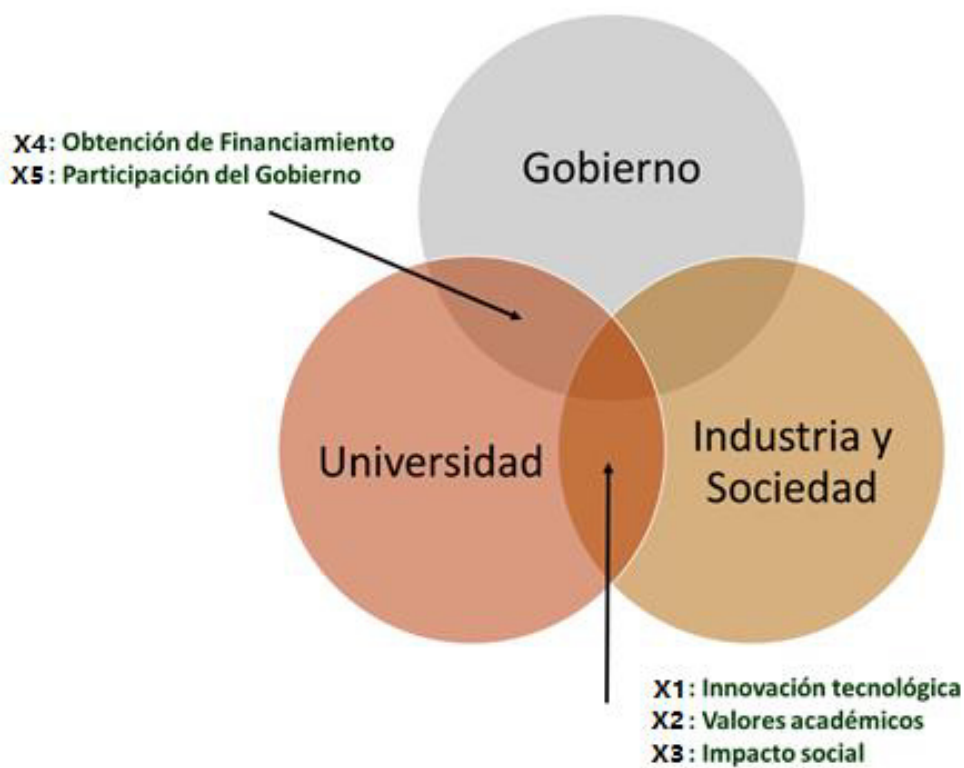 X4: Obtención de Financiamiento
X5: Participación del Gobierno
Gobierno
Universidad
Industria y
Sociedad
X1: Innovación tecnológica
X2: Valores académicos
X3: Impacto social